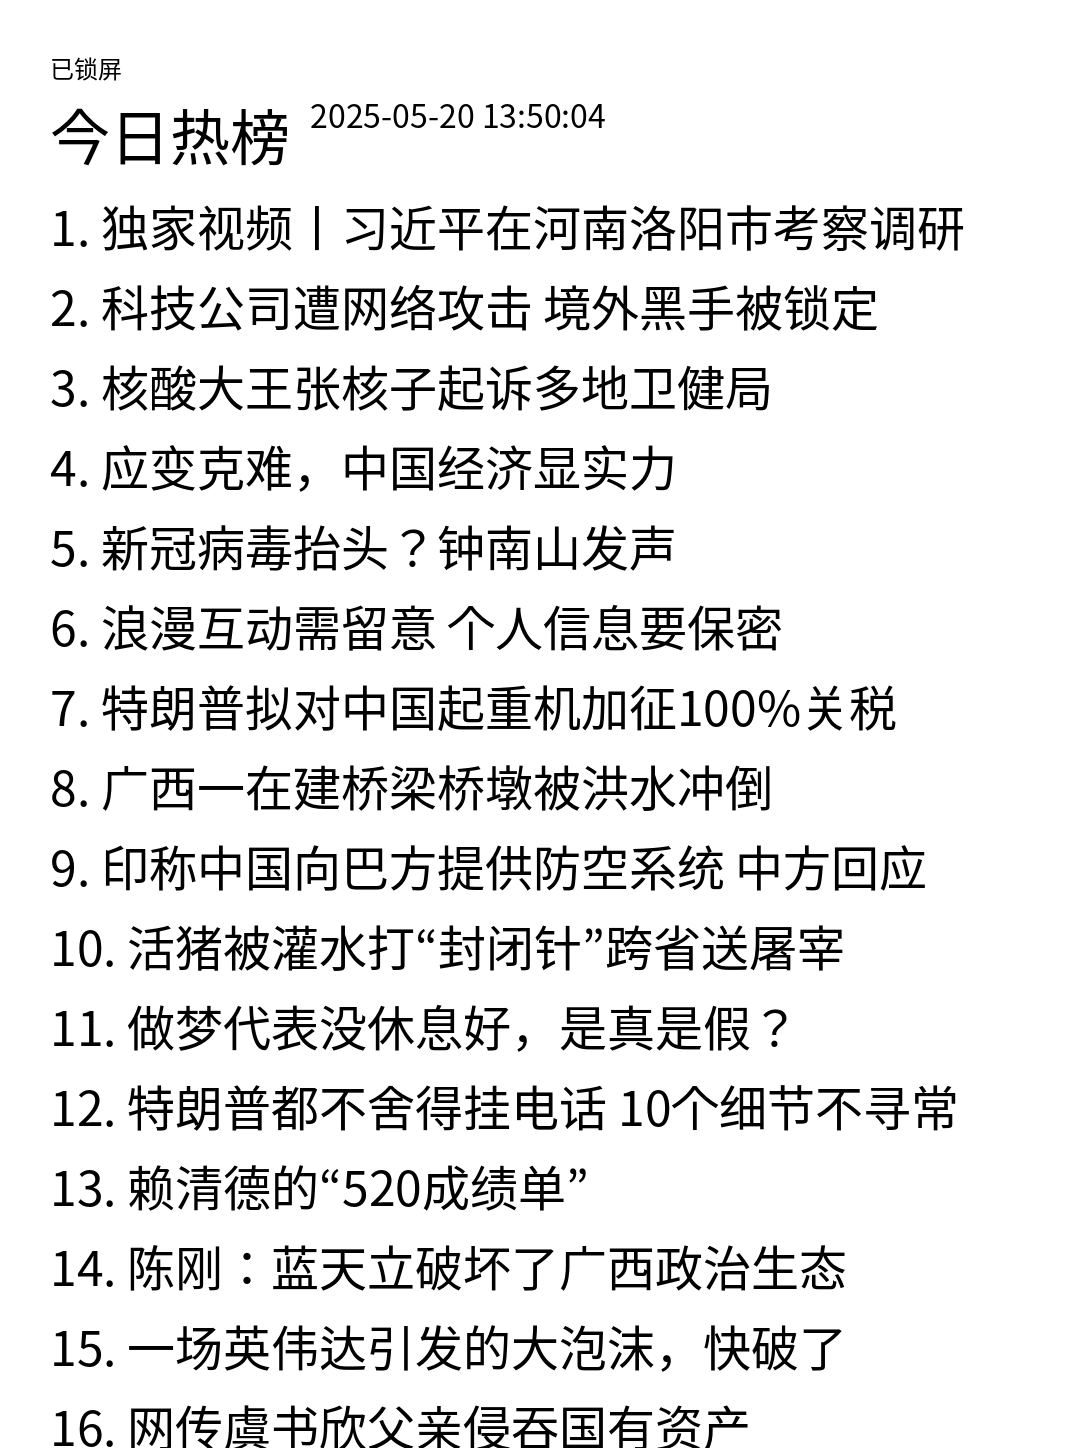 已锁屏
今日热榜 2025-05-20 13:50:04
1. 独家视频丨习近平在河南洛阳市考察调研
2. 科技公司遭网络攻击 境外黑手被锁定
3. 核酸大王张核子起诉多地卫健局
4. 应变克难，中国经济显实力
5. 新冠病毒抬头？钟南山发声
6. 浪漫互动需留意 个人信息要保密
7. 特朗普拟对中国起重机加征100%关税
8. 广西一在建桥梁桥墩被洪水冲倒
9. 印称中国向巴方提供防空系统 中方回应
10. 活猪被灌水打“封闭针”跨省送屠宰
11. 做梦代表没休息好，是真是假？
12. 特朗普都不舍得挂电话 10个细节不寻常
13. 赖清德的“520成绩单”
14. 陈刚：蓝天立破坏了广西政治生态
15. 一场英伟达引发的大泡沫，快破了
16. 网传虞书欣父亲侵吞国有资产